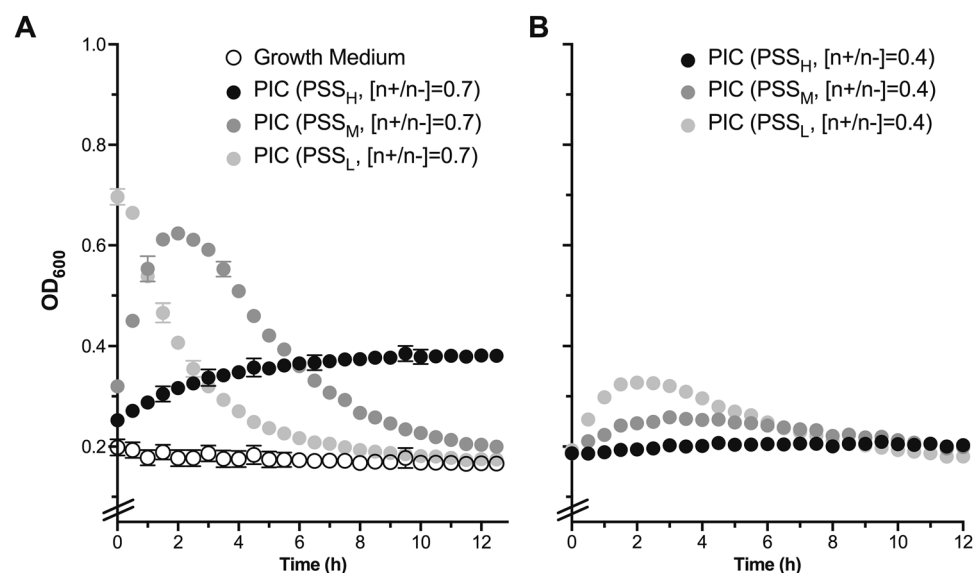 A
B
1.0
0.8
0.6
0.4
0.2
OD600
Growth Medium
PIC (PSSH, [n+/n-]=0.7)
PIC (PSSM, [n+/n-]=0.7)
PIC (PSSL, [n+/n-]=0.7)
0 2 4 6 8 10 12
Time (h)
PIC (PSSH, [n+/n-]=0.4)
PIC (PSSM, [n+/n-]=0.4)
PIC (PSSL, [n+/n-]=0.4)
0 2 4 6 8 10 12
Time (h)